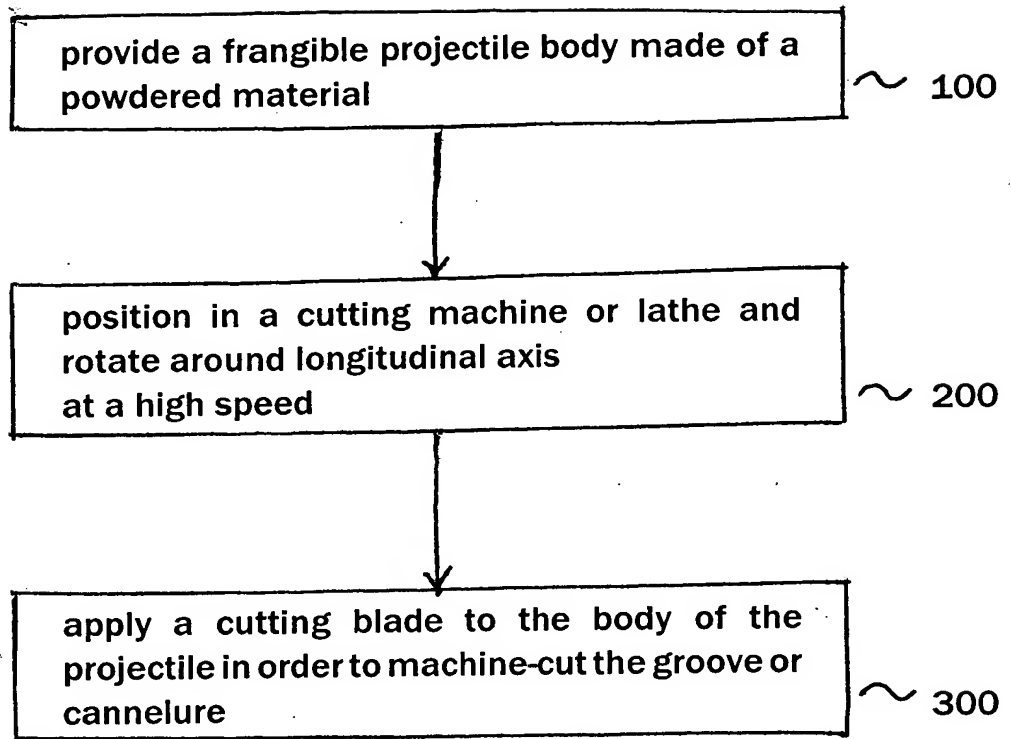 provide a frangible projectile body made of a
powdered material
100
position in a cutting machine or lathe and
rotate around longitudinal axis
at a high speed
200
apply a cutting blade to the body of the
projectile in order to machine-cut the groove or
cannelure
300